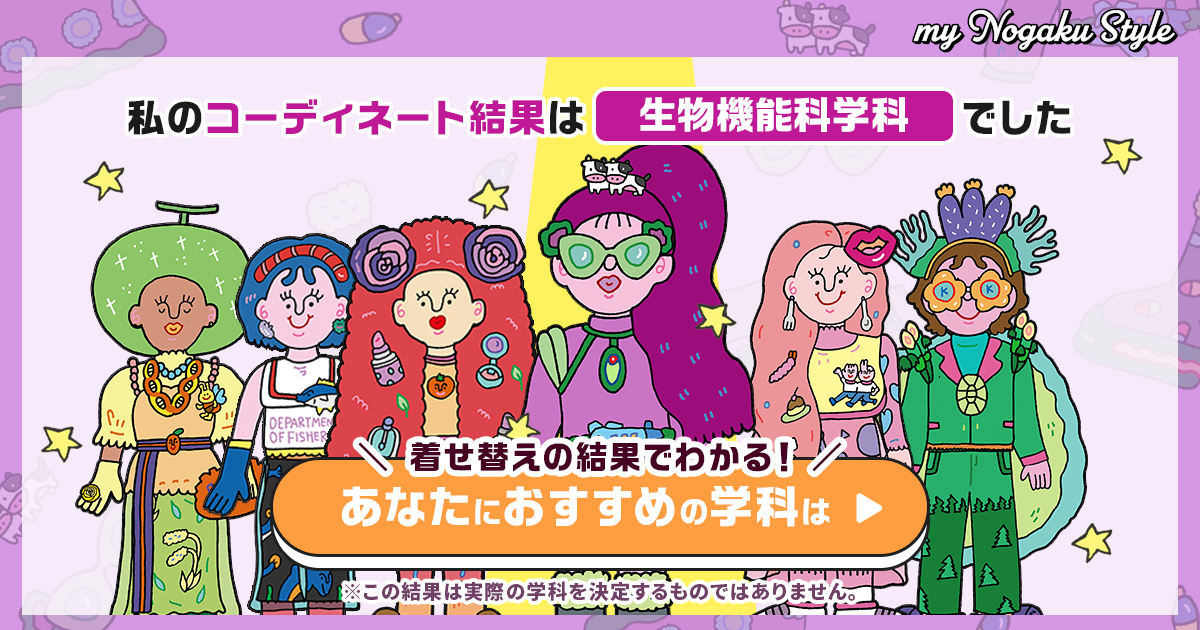 my Nogaku Style
私のコーディネート結果は 生物機能科学科 でした
DEPARTMEN
OF FISHER
K K
着せ替えの結果でわかる!
あなたにおすすめの学科は
※この結果は実際の学科を決定するものではありません。